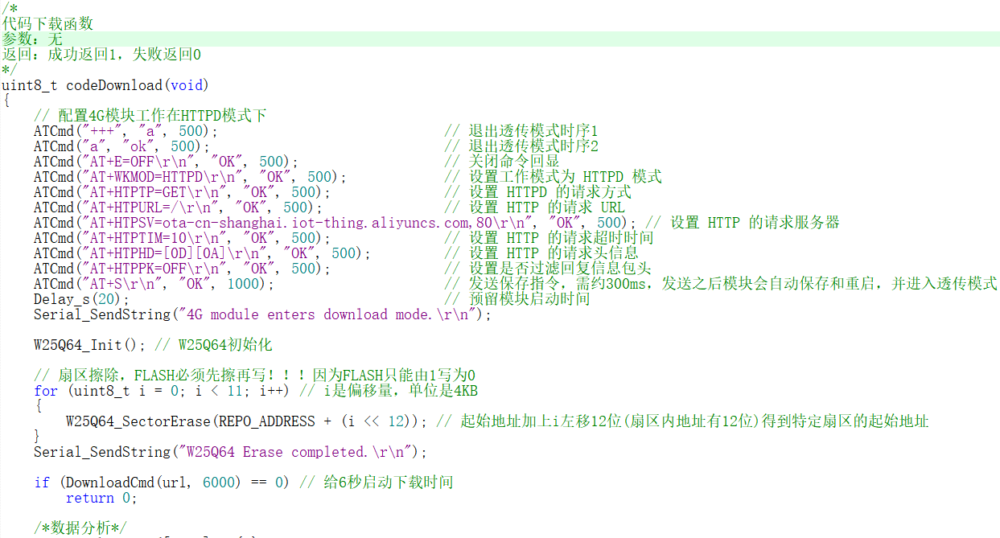 /*
代码下载函数
参数：无
返回：成功返回1，失败返回0
*/
uint8_t codeDownload(void)
{
    // 配置4G模块工作在HTTPD模式下
    ATCmd("+++", "a", 500);                            // 退出透传模式时序1
    ATCmd("a", "ok", 500);                             // 退出透传模式时序2
    ATCmd("AT+E=OFF\r\n", "OK", 500);                  // 关闭命令回显
    ATCmd("AT+WKMOD=HTTPD\r\n", "OK", 500);            // 设置工作模式为 HTTPD 模式
    ATCmd("AT+HTPTP=GET\r\n", "OK", 500);              // 设置 HTTPD 的请求方式
    ATCmd("AT+HTPURL=/\r\n", "OK", 500);               // 设置 HTTP 的请求 URL
    ATCmd("AT+HTPSV=ota-cn-shanghai.iot-thing.aliyuncs.com,80\r\n", "OK", 500); // 设置 HTTP 的请求服务器
    ATCmd("AT+HTPTIM=10\r\n", "OK", 500);              // 设置 HTTP 的请求超时时间
    ATCmd("AT+HTPHD=[0D][0A]\r\n", "OK", 500);         // 设置 HTTP 的请求头信息
    ATCmd("AT+HTPPK=OFF\r\n", "OK", 500);              // 设置是否过滤回复信息包头
    ATCmd("AT+S\r\n", "OK", 1000);                     // 发送保存指令，需约300ms，发送之后模块会自动保存和重启，并进入透传模式
    Delay_s(20);                                       // 预留模块启动时间
    Serial_SendString("4G module enters download mode.\r\n");

    W25Q64_Init(); // W25Q64初始化

    // 扇区擦除，FLASH必须先擦再写！！！因为FLASH只能由1写为0
    for (uint8_t i = 0; i < 11; i++) // i是偏移量，单位是4KB
    {
        W25Q64_SectorErase(REPO_ADDRESS + (i << 12)); // 起始地址加上i左移12位(扇区内地址有12位)得到特定扇区的起始地址
    }
    Serial_SendString("W25Q64 Erase completed.\r\n");

    if (DownloadCmd(url, 6000) == 0) // 给6秒启动下载时间
        return 0;

    /*数据分析*/